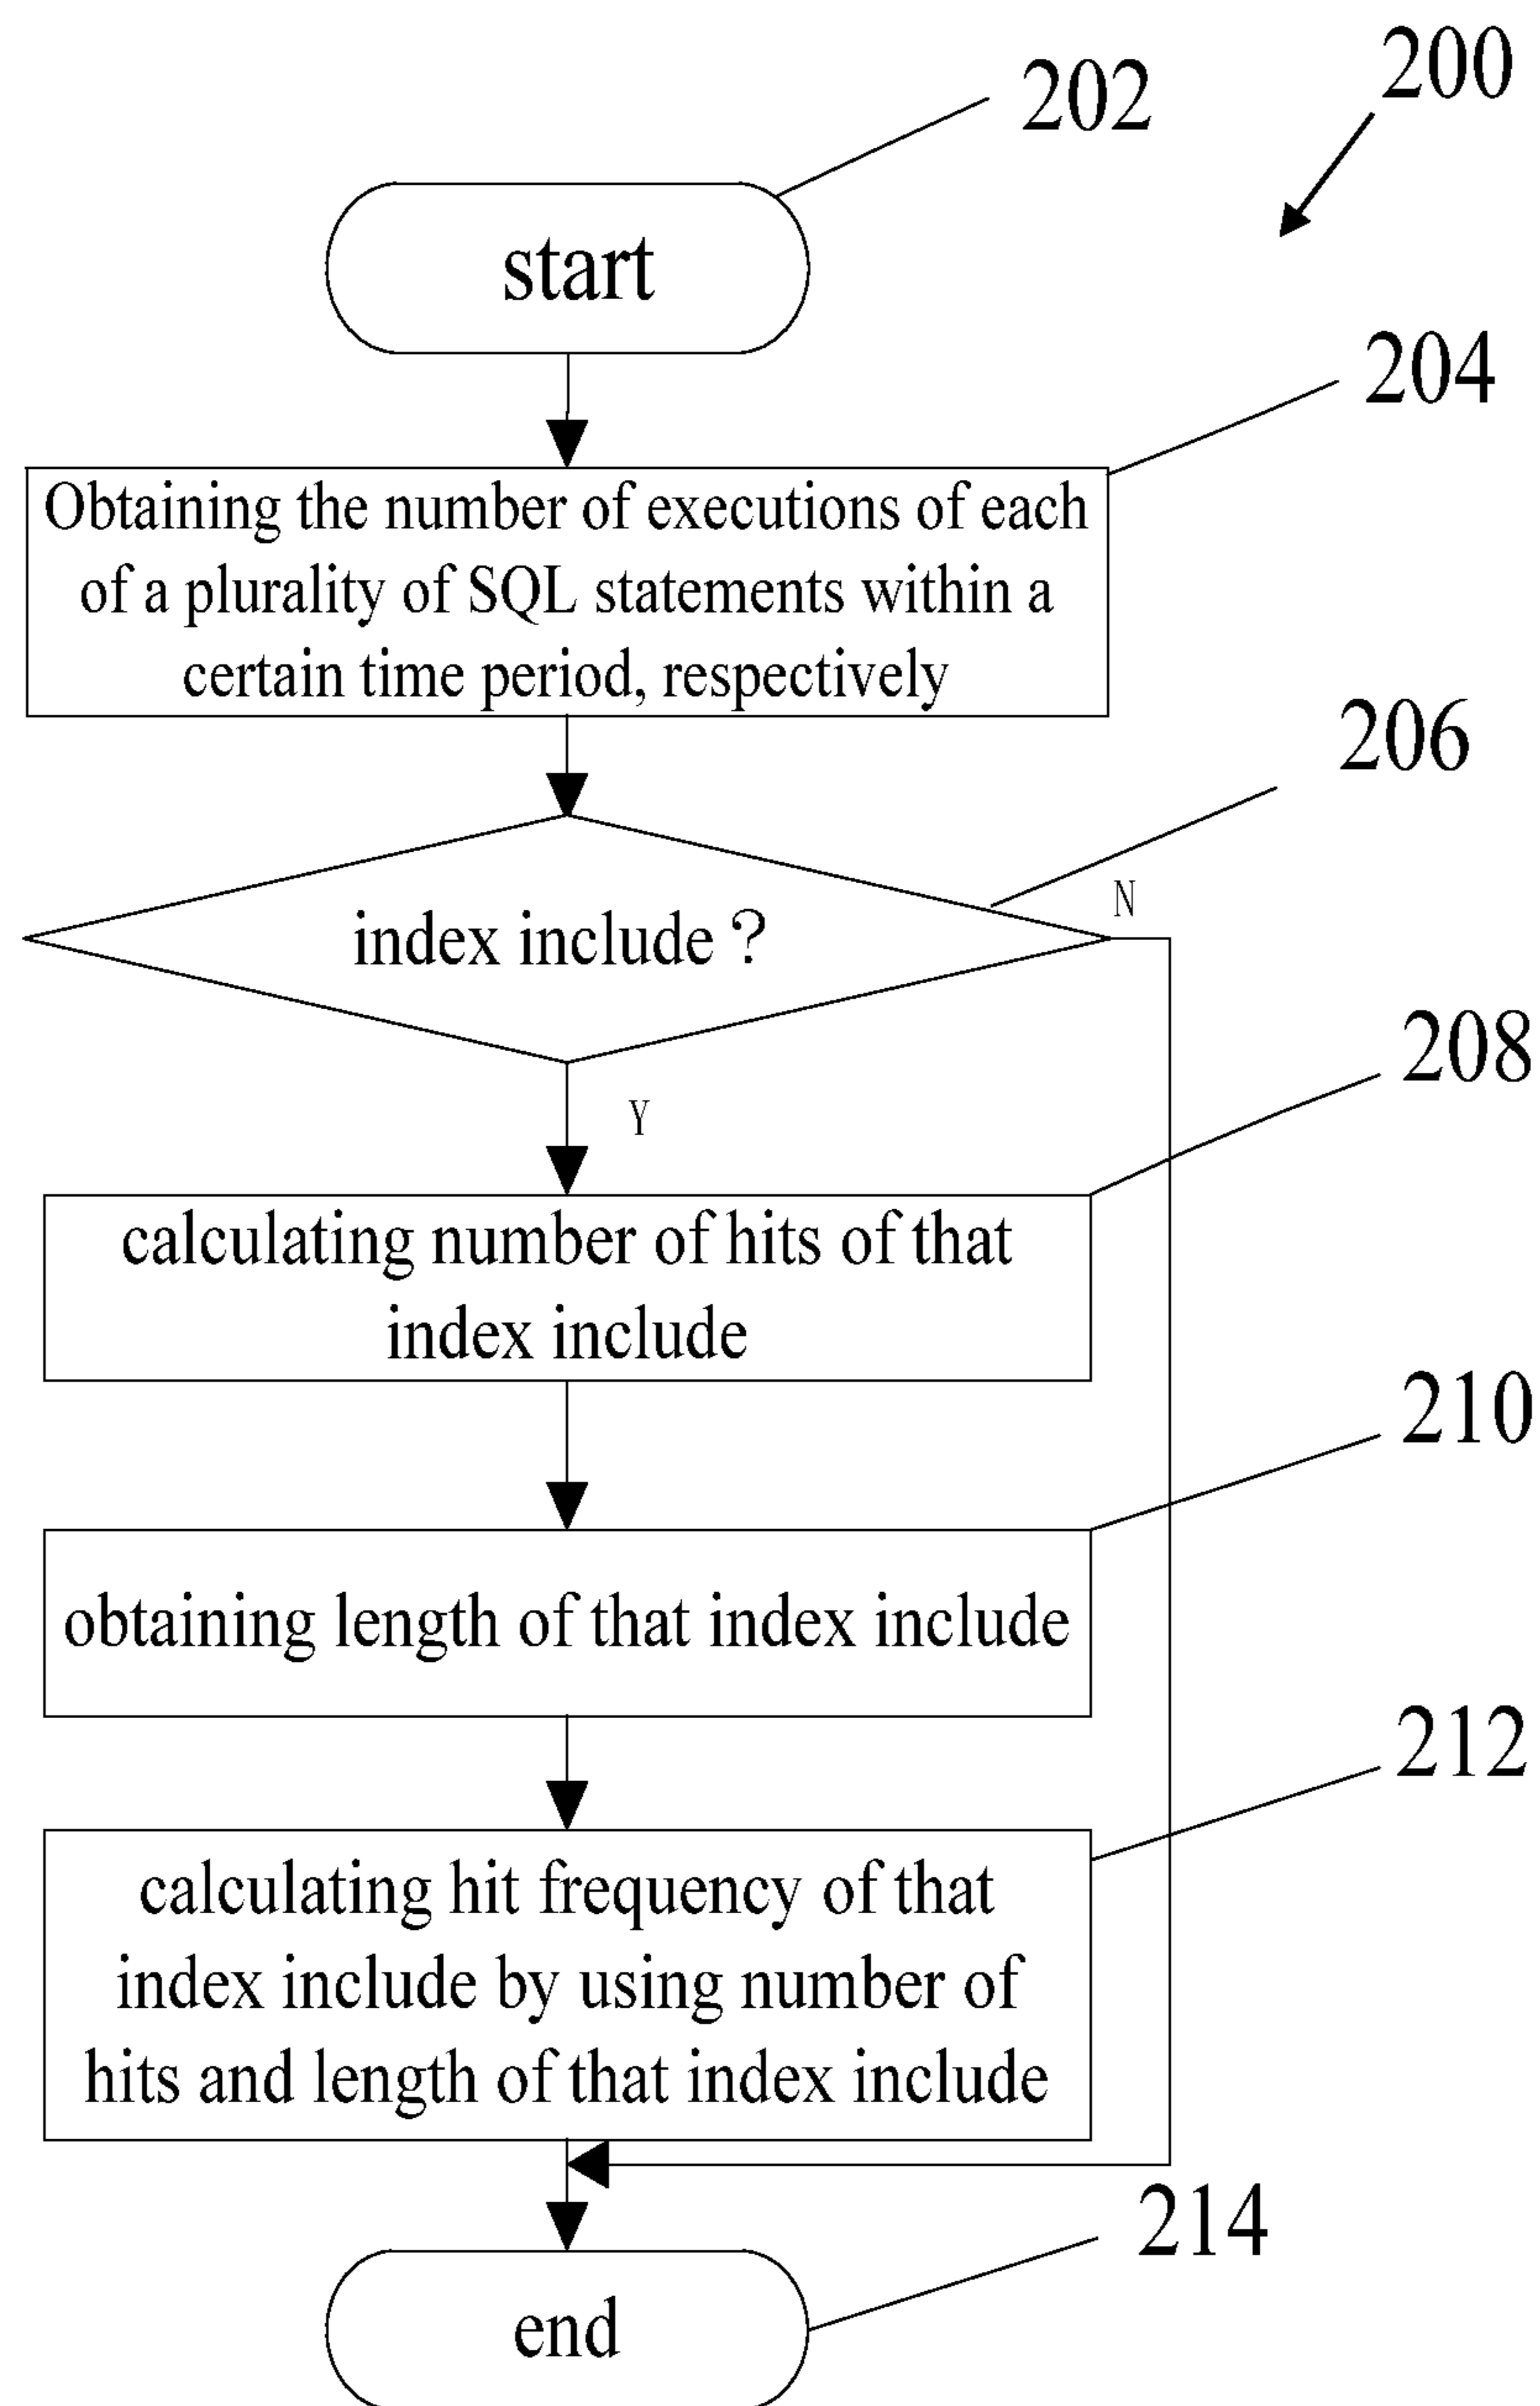 200
202
start
204
Obtaining the number of executions of each
of a plurality of SQL statements within a
certain time period, respectively
206
N
index include ?
208
Y
calculating number of hits of that
index include
210
obtaining length of that index include
212
calculating hit frequency of that
index include by using number of
hits and length of that index include
214
end